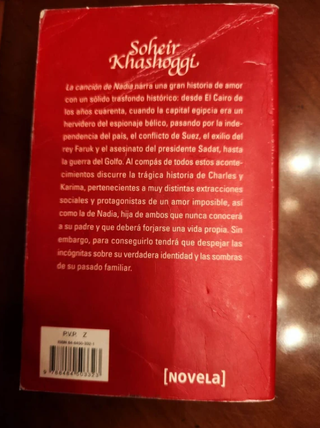 Soheir
Khashoggi
La canción de Nadia narra una gran historia de amor
con un sólido trasfondo histórico: desde El Cairo de
los años cuarenta, cuando la capital egipcia era un
hervidero del espionaje bélico, pasando por la inde-
pendencia del país, el conflicto de Suez, el exilio del
rey Faruk y el asesinato del presidente Sadat, hasta
la guerra del Golfo. Al compás de todos estos aconte-
cimientos discurre la trágica historia de Charles y
Karima, pertenecientes a muy distintas extracciones
sociales y protagonistas de un amor imposible, así
como la de Nadia, hija de ambos que nunca conocerá
a su padre y que deberá forjarse una vida propia. Sin
embargo, para conseguirlo tendrá que despejar las
incógnitas sobre su verdadera identidad y las sombras
de su pasado familiar.
P.V.P. Z
[NOVELA]